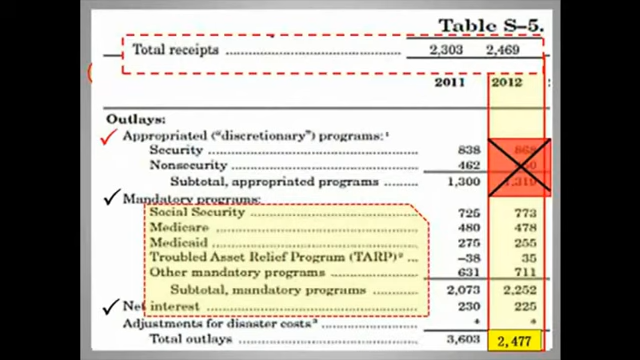 Table S–5.
Total receipts 2,303 2,469
2011 2012
Outlays:
Appropriated ("discretionary") programs:¹
Security 838 868
Nonsecurity 462
Subtotal, appropriated programs 1,300 1,319
Mandatory programs:
Social Security 725 773
Medicare 480 478
Medicaid 275 255
Troubled Asset Relief Program (TARP)² ... –38 35
Other mandatory programs 631 711
Subtotal, mandatory programs 2,073 2,252
Net interest 230 225
Adjustments for disaster costs³ * *
Total outlays 3,603 2,477